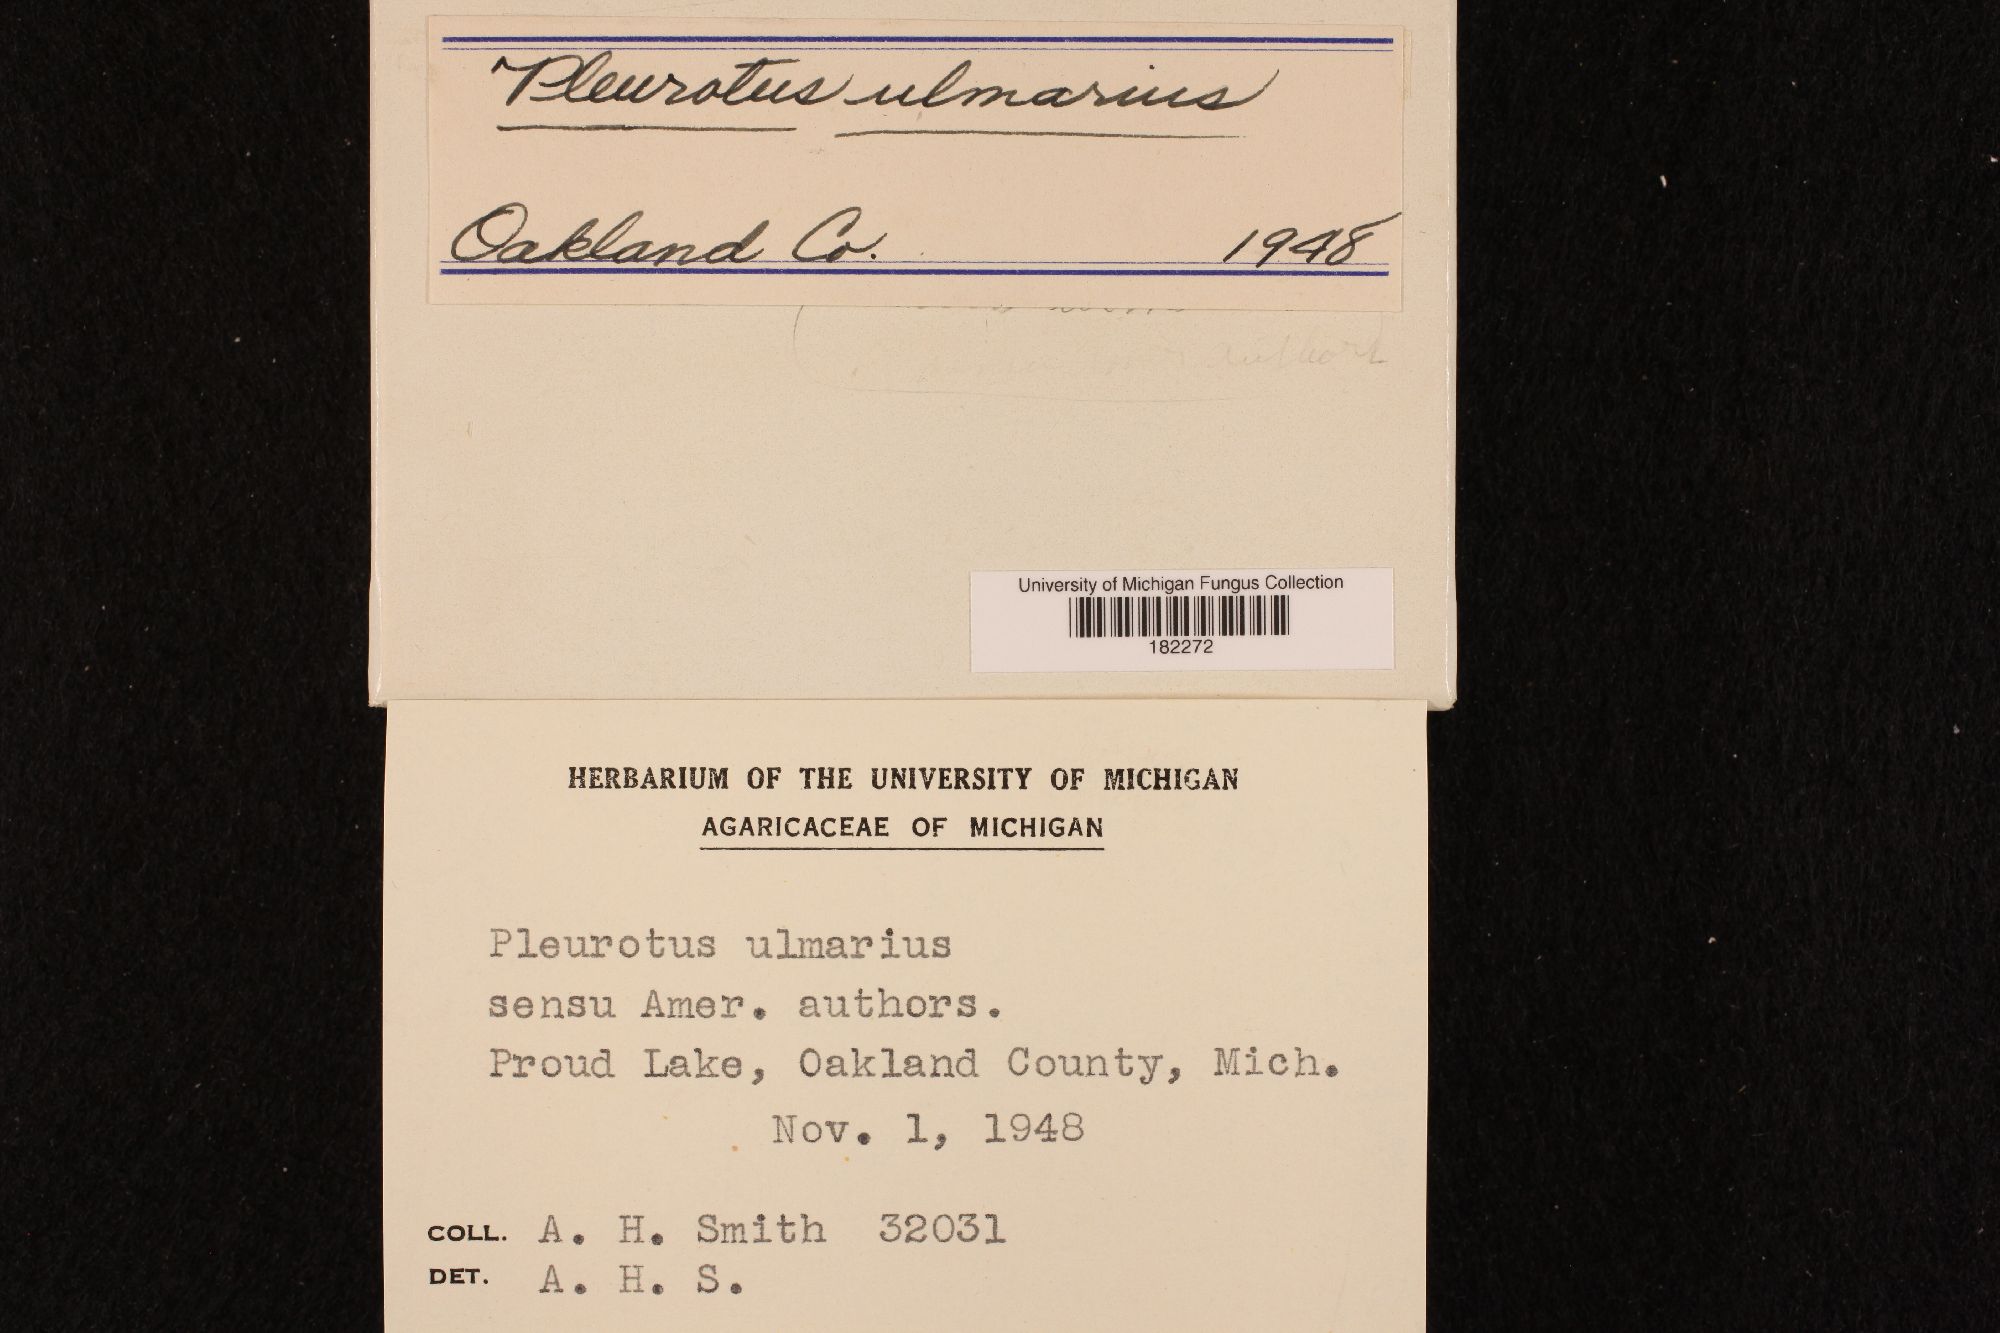 Pleurotus ulmarius
Oakland Co. 1948
authors
University of Michigan Fungus Collection
182272
HERBARIUM OF THE UNIVERSITY OF MICHIGAN
AGARICACEAE OF MICHIGAN
Pleurotus ulmarius
sensu Amer. authors.
Proud Lake, Oakland County, Mich.
Nov. 1, 1948
COLL. A. H. Smith 32031
DET. A. H. S.